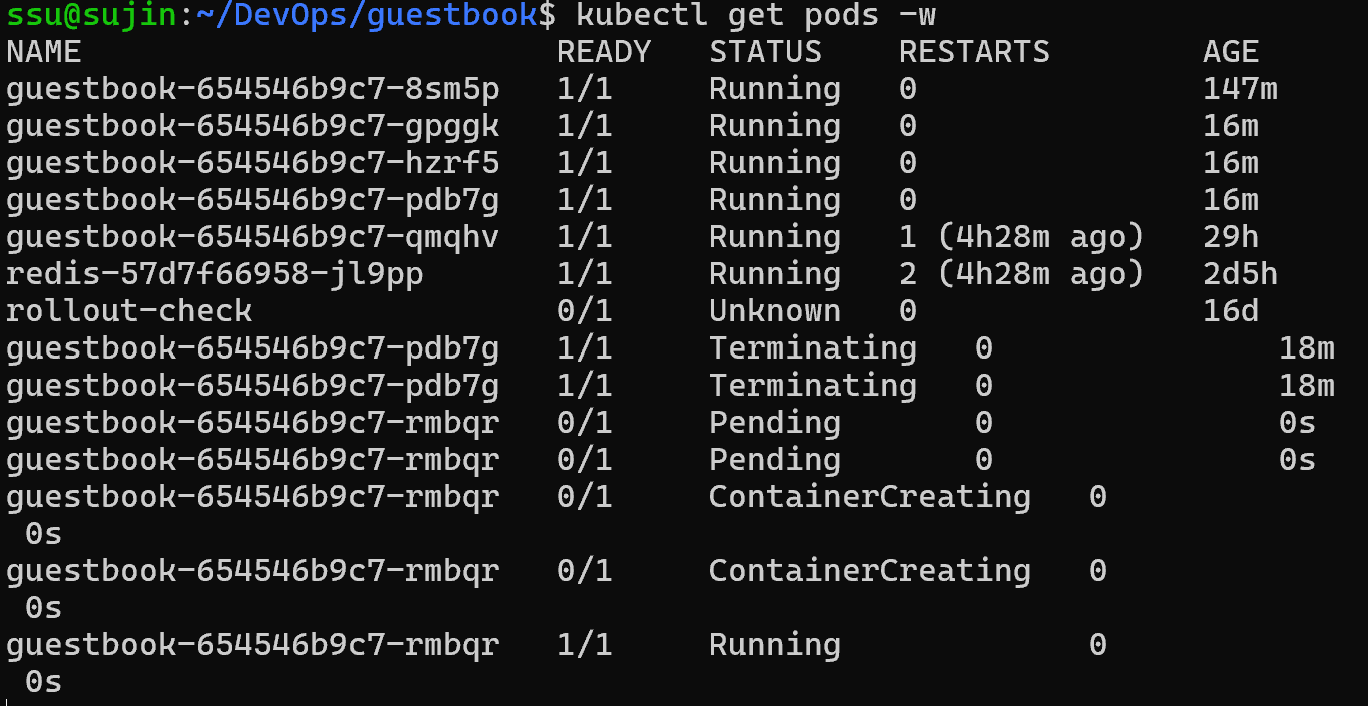 ssu@sujin:~/DevOps/guestbook$ kubectl get pods -w
NAME                         READY   STATUS    RESTARTS        AGE
guestbook-654546b9c7-8sm5p   1/1     Running   0               147m
guestbook-654546b9c7-gpggk   1/1     Running   0               16m
guestbook-654546b9c7-hzrf5   1/1     Running   0               16m
guestbook-654546b9c7-pdb7g   1/1     Running   0               16m
guestbook-654546b9c7-qmqhv   1/1     Running   1 (4h28m ago)   29h
redis-57d7f66958-jl9pp       1/1     Running   2 (4h28m ago)   2d5h
rollout-check                0/1     Unknown   0               16d
guestbook-654546b9c7-pdb7g   1/1     Terminating   0               18m
guestbook-654546b9c7-pdb7g   1/1     Terminating   0               18m
guestbook-654546b9c7-rmbqr   0/1     Pending       0               0s
guestbook-654546b9c7-rmbqr   0/1     Pending       0               0s
guestbook-654546b9c7-rmbqr   0/1     ContainerCreating   0
 0s
guestbook-654546b9c7-rmbqr   0/1     ContainerCreating   0
 0s
guestbook-654546b9c7-rmbqr   1/1     Running             0
 0s